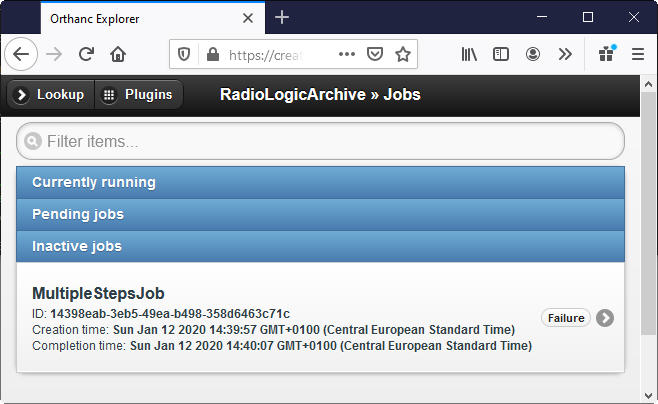 Orthanc Explorer
https://crea
Lookup
Plugins
RadioLogicArchive » Jobs
Filter items...
Currently running
Pending jobs
Inactive jobs
MultipleStepsJob
ID: 14398eab-3eb5-49ea-b498-358d6463c71c
Creation time: Sun Jan 12 2020 14:39:57 GMT+0100 (Central European Standard Time)
Completion time: Sun Jan 12 2020 14:40:07 GMT+0100 (Central European Standard Time)
Failure